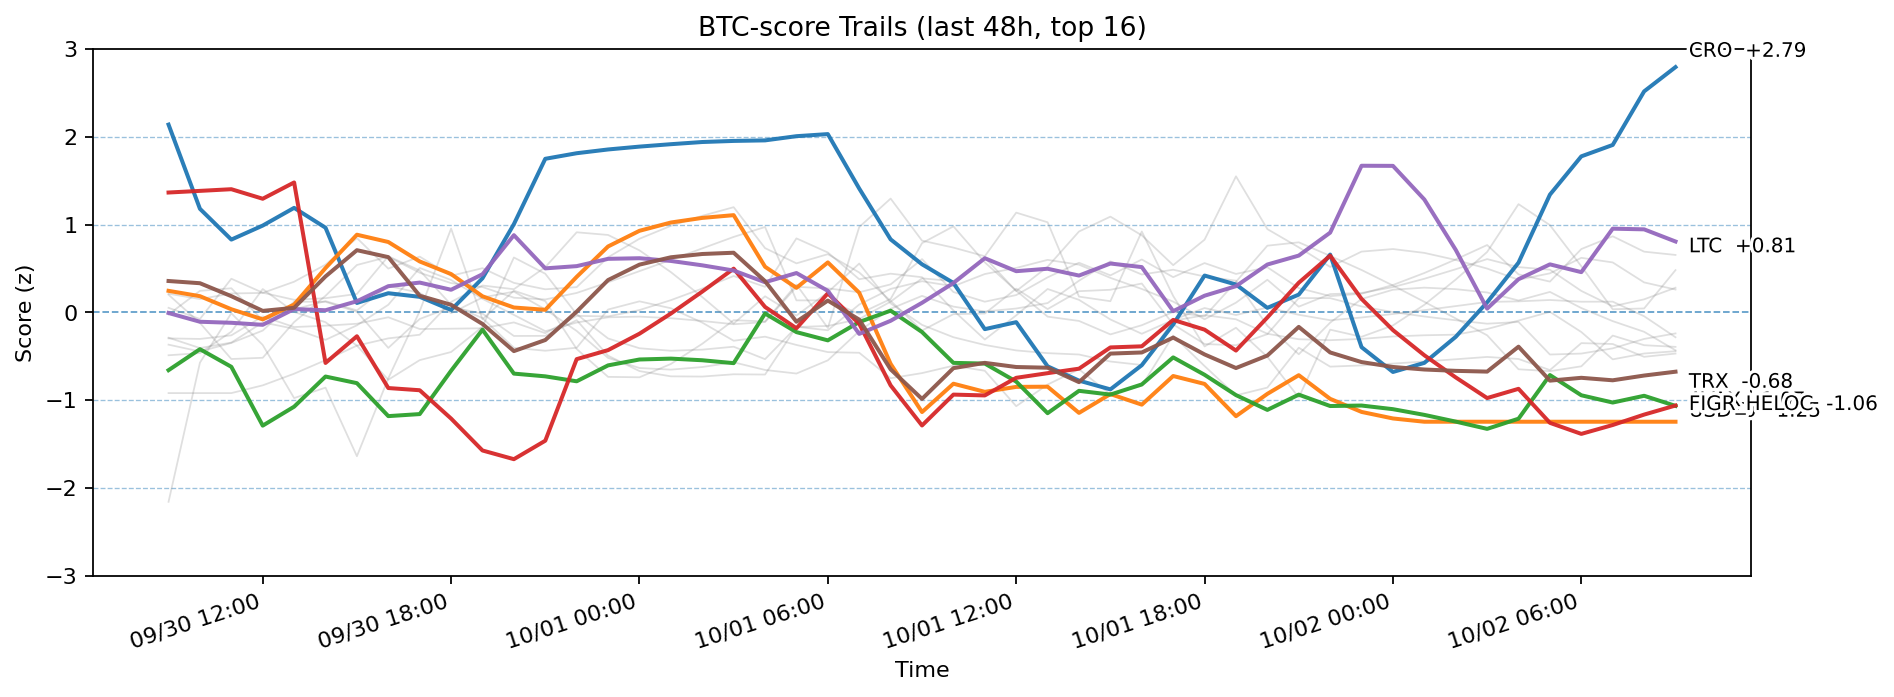 BTC-score Trails (last 48h, top 16)
Score (z)
3
2
1
0
−1
−2
−3
CRO +2.79
LTC +0.81
TRX -0.68
FIGR_HELOC -1.06
09/30 12:00
09/30 18:00
10/01 00:00
10/01 06:00
10/01 12:00
10/01 18:00
10/02 00:00
10/02 06:00
Time